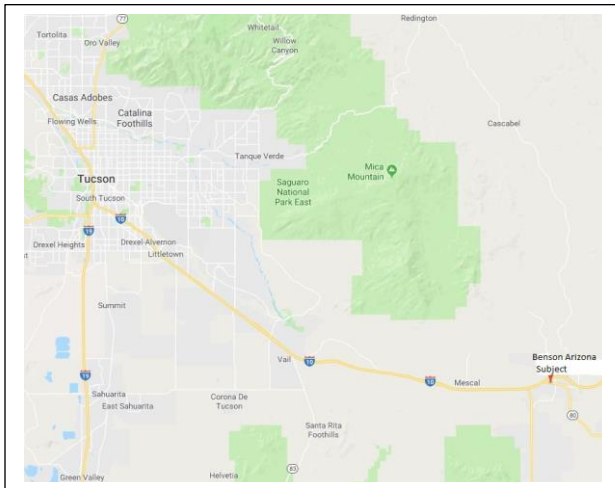 77
Redington
Whitetail
Tortolita
Oro Valley
Willow
Canyon
Casas Adobes
Catalina
Foothills
Flowing Wells
Cascabel
Tanque Verde
Mica
Mountain
Tucson
Saguaro
National
Park East
South Tucson
10
19
Drexel Heights
Drexel-Alvernon
Littletown
Summit
Vail
10
Benson Arizona
Subject
19
10
Mescal
Sahuarita
East Sahuarita
Corona De
Tucson
80
Santa Rita
Foothills
83
Green Valley
Helvetia